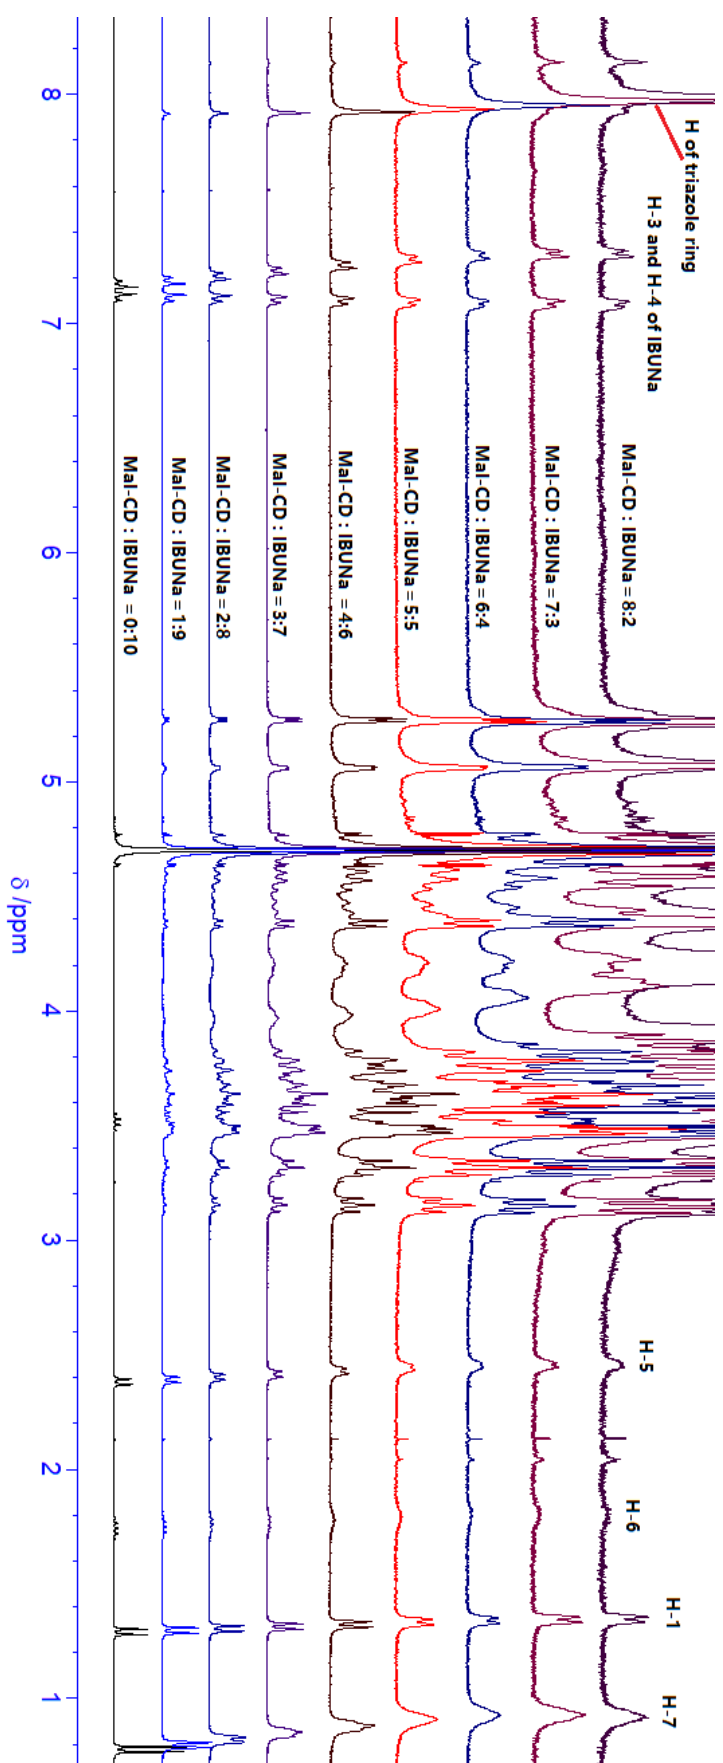 H of triazole ring
H-3 and H-4 of IBUNa
H-5
H-6
H-1
H-7
Mal-CD : IBUNa = 8:2
Mal-CD : IBUNa = 7:3
Mal-CD : IBUNa = 6:4
Mal-CD : IBUNa = 5:5
Mal-CD : IBUNa = 4:6
Mal-CD : IBUNa = 3:7
Mal-CD : IBUNa = 2:8
Mal-CD : IBUNa = 1:9
Mal-CD : IBUNa = 0:10
8 7 6 5 4 3 2 1
δ /ppm